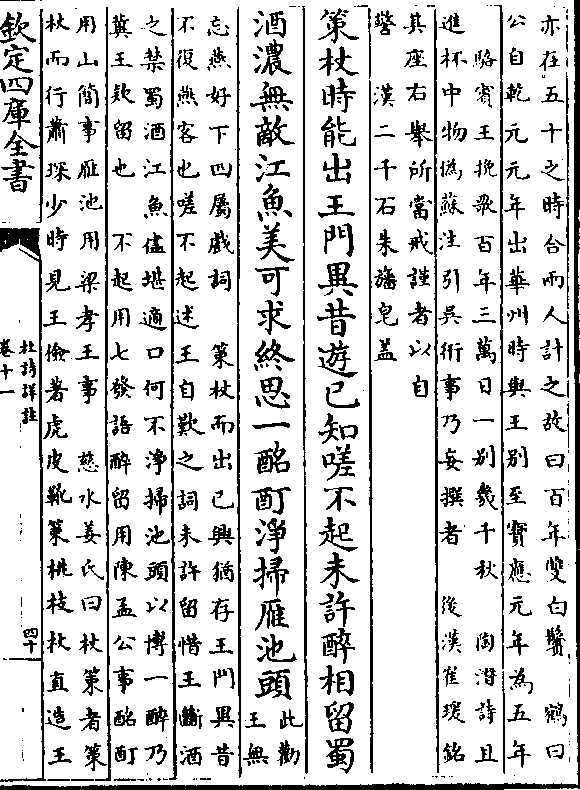 亦在五十之時合兩人計之故曰百年雙白鬢　鶴曰
公自乾元元年出華州時與王别至寳應元年為五年
駱賓王挽歌百年三萬日一别幾千秋　陶潛詩且
進杯中物偽蘇注引吳衎事乃妄撰者　後漢崔瑗銘
其座右舉所當戒謹者以自
警　漢二千石朱旛皂盖
策杖時能出王門異昔遊已知嗟不起未許醉相留蜀
酒濃無敵江魚美可求終思一酩酊淨掃雁池頭
此勸
王無
忘燕好下四屬戲詞　策杖而出已興猶存王門異昔
不復燕客也嗟不起述王自歎之詞未許留惜王斷酒
之禁蜀酒江魚儘堪適口何不淨掃池頭以博一醉乃
冀王欵留也　不起用七發語醉留用陳孟公事酩酊
用山簡事雁池用梁孝王事　慈水姜氏曰杖策者策
杖而行蕭琛少時見王儉著虎皮靴策桃枝杖直造王
欽定四庫全書
杜詩詳註
卷十一
四十